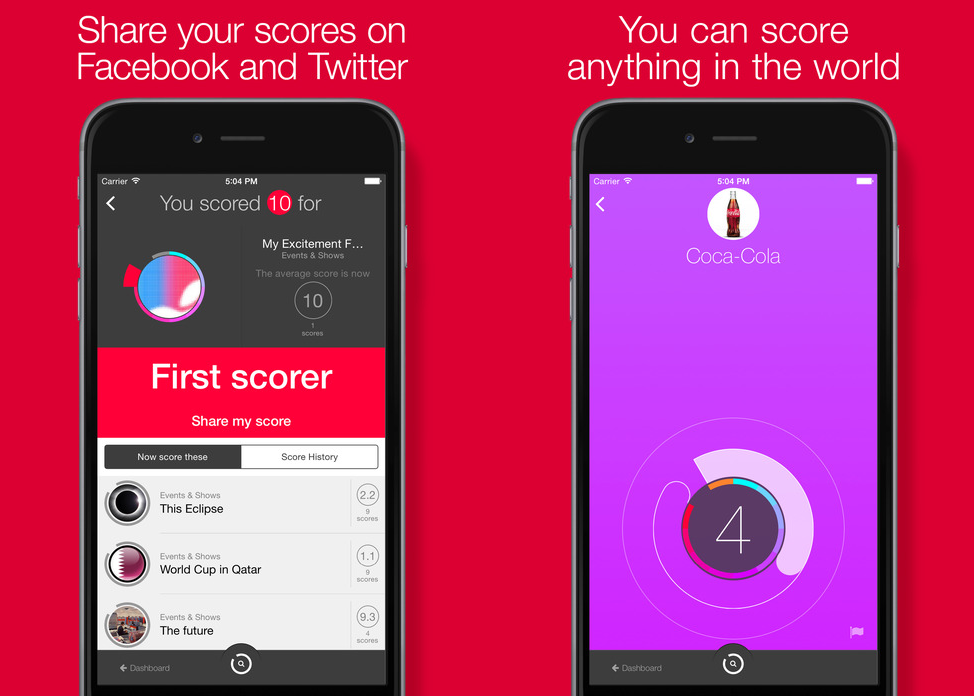 Share your scores on
Facebook and Twitter
Carrier 5:04 PM
You scored 10 for
My Excitement F...
Events & Shows
The average score is now
10
1
scores
First scorer
Share my score
Now score these Score History
Events & Shows
This Eclipse
2.2
9
scores
Events & Shows
World Cup in Qatar
1.1
9
scores
Events & Shows
The future
9.3
4
scores
Dashboard
You can score
anything in the world
Carrier 5:04 PM
Coca-Cola
Coca-Cola
4
Dashboard